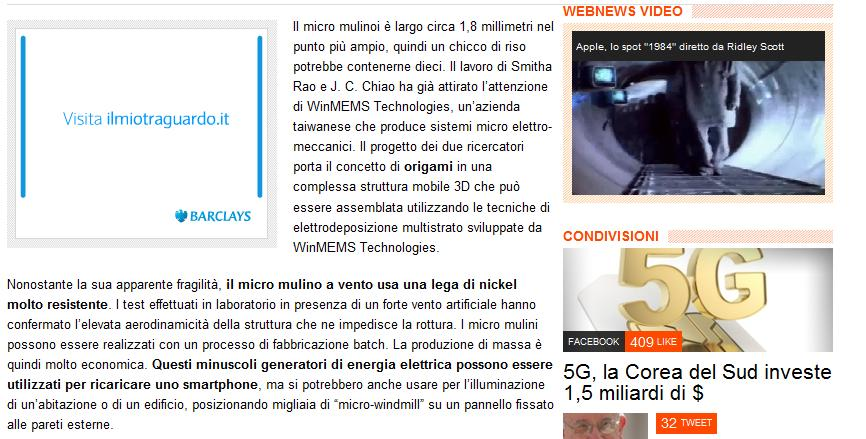 Visita ilmiotraguardo.it
BARCLAYS
Il micro mulinoi è largo circa 1,8 millimetri nel
punto più ampio, quindi un chicco di riso
potrebbe contenerne dieci. Il lavoro di Smitha
Rao e J. C. Chiao ha già attirato l'attenzione
di WinMEMS Technologies, un'azienda
taiwanese che produce sistemi micro elettro-
meccanici. Il progetto dei due ricercatori
porta il concetto di origami in una
complessa struttura mobile 3D che può
essere assemblata utilizzando le tecniche di
elettrodeposizione multistrato sviluppate da
WinMEMS Technologies.
Nonostante la sua apparente fragilità, il micro mulino a vento usa una lega di nickel
molto resistente. I test effettuati in laboratorio in presenza di un forte vento artificiale hanno
confermato l'elevata aerodinamicità della struttura che ne impedisce la rottura. I micro mulini
possono essere realizzati con un processo di fabbricazione batch. La produzione di massa è
quindi molto economica. Questi minuscoli generatori di energia elettrica possono essere
utilizzati per ricaricare uno smartphone, ma si potrebbero anche usare per l'illuminazione
di un'abitazione o di un edificio, posizionando migliaia di “micro-windmill” su un pannello fissato
alle pareti esterne.
WEBNEWS VIDEO
Apple, lo spot "1984" diretto da Ridley Scott
CONDIVISIONI
5G
FACEBOOK 409 LIKE
5G, la Corea del Sud investe
1,5 miliardi di $
32 TWEET